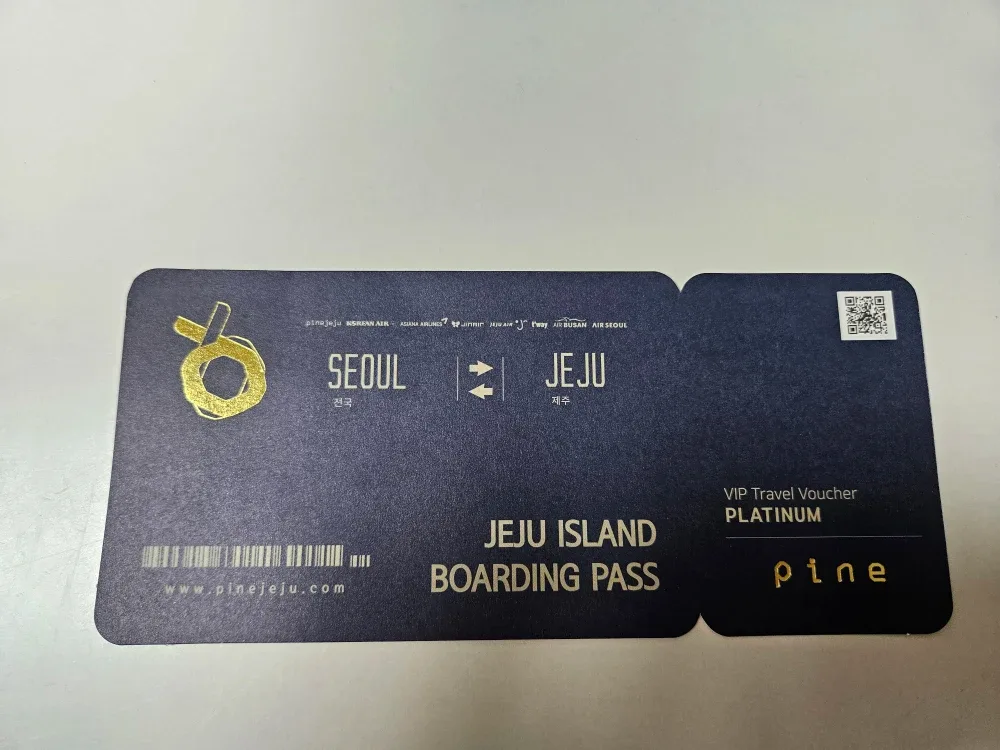 pinejeju KOREAN AIR ASIANA AIRLINES JINAIR JEJU AIR t'way AIR BUSAN AIR SEOUL
SEOUL JEJU
전국 제주
JEJU ISLAND
BOARDING PASS
www.pinejeju.com
VIP Travel Voucher
PLATINUM
pine